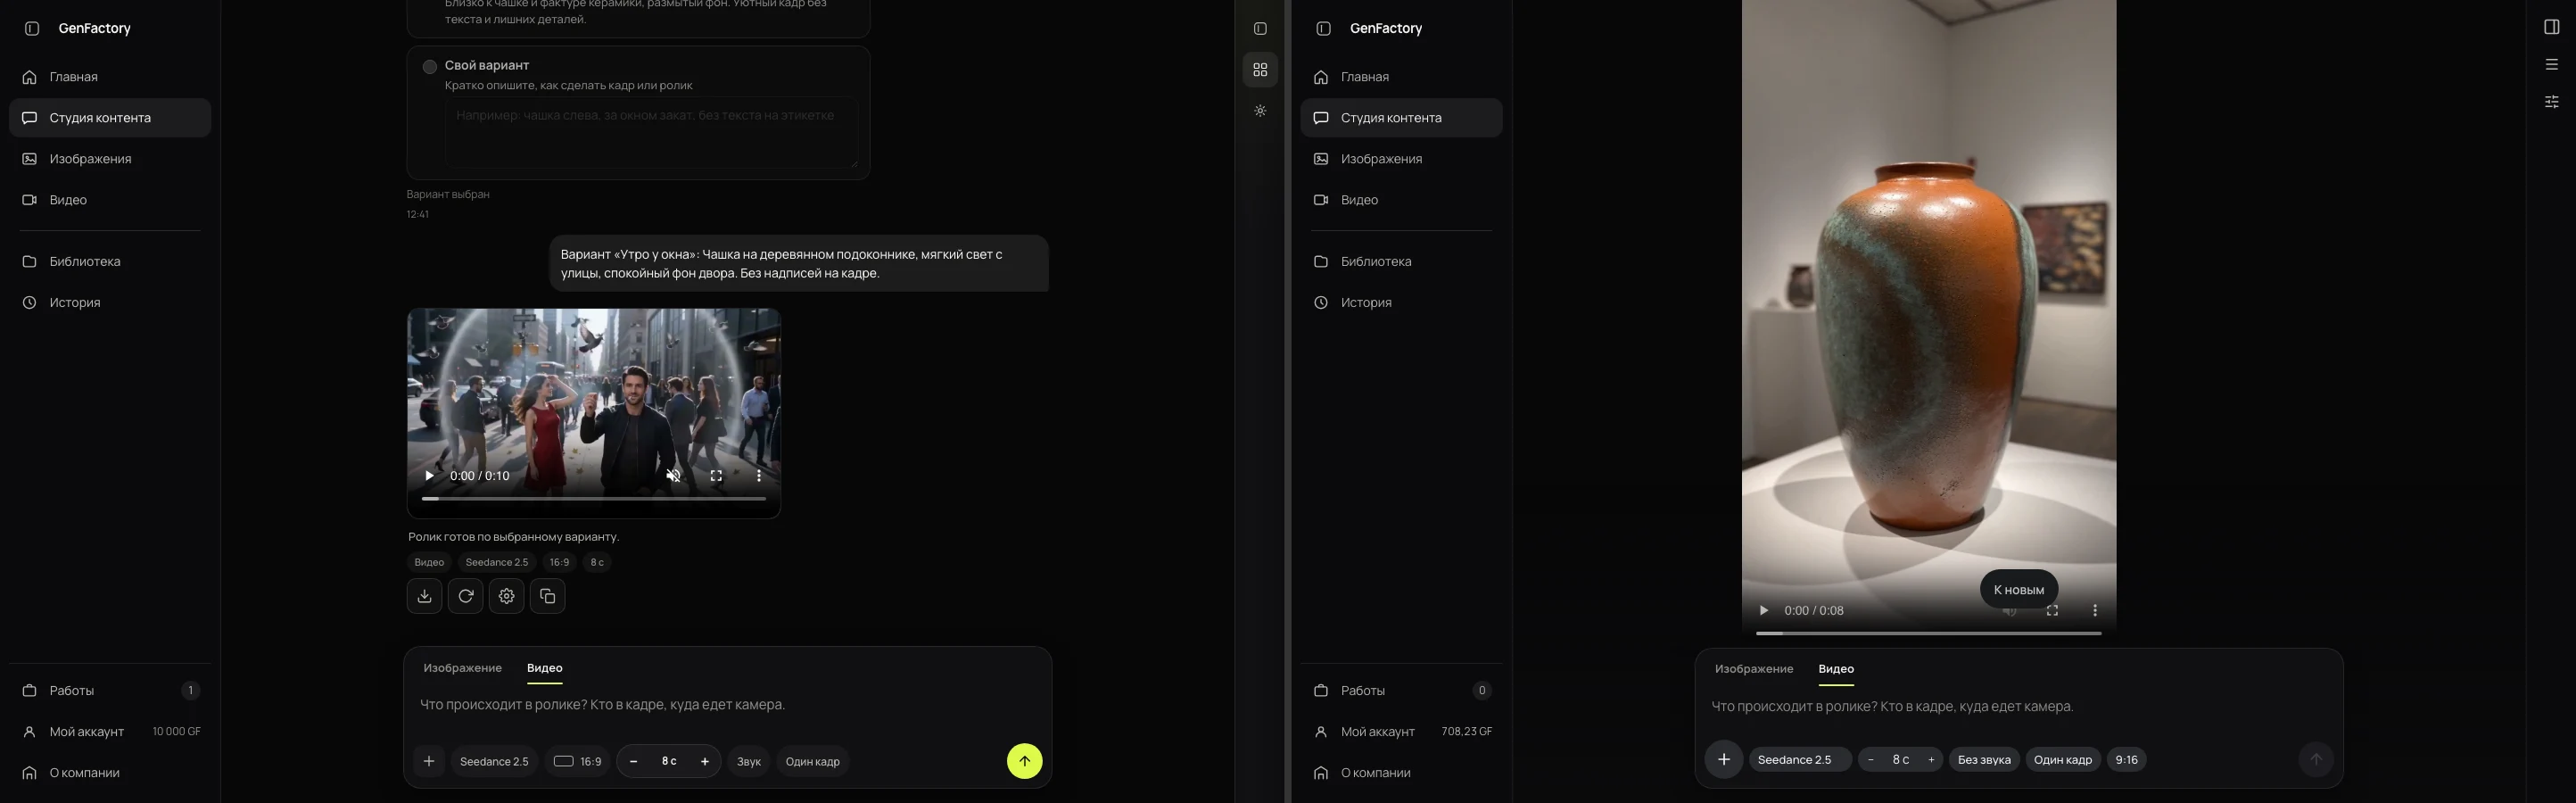 GenFactory
Главная
Студия контента
Изображения
Видео
Библиотека
История
Работы
1
Мой аккаунт
10 000 GF
О компании
Близко к чашке и фактуре керамики, размытый фон. Уютный кадр без
текста и лишних деталей.
Свой вариант
Кратко опишите, как сделать кадр или ролик
Например: чашка слева, за окном закат, без текста на этикетке
Вариант выбран
12:41
Вариант «Утро у окна»: Чашка на деревянном подоконнике, мягкий свет с
улицы, спокойный фон двора. Без надписей на кадре.
0:00 / 0:10
Ролик готов по выбранному варианту.
Видео
Seedance 2.5
16:9
8 с
Изображение
Видео
Что происходит в ролике? Кто в кадре, куда едет камера.
Seedance 2.5
16:9
− 8 с +
Звук
Один кадр
GenFactory
Главная
Студия контента
Изображения
Видео
Библиотека
История
Работы
0
Мой аккаунт
708,23 GF
О компании
К новым
0:00 / 0:08
Изображение
Видео
Что происходит в ролике? Кто в кадре, куда едет камера.
Seedance 2.5
− 8 с +
Без звука
Один кадр
9:16